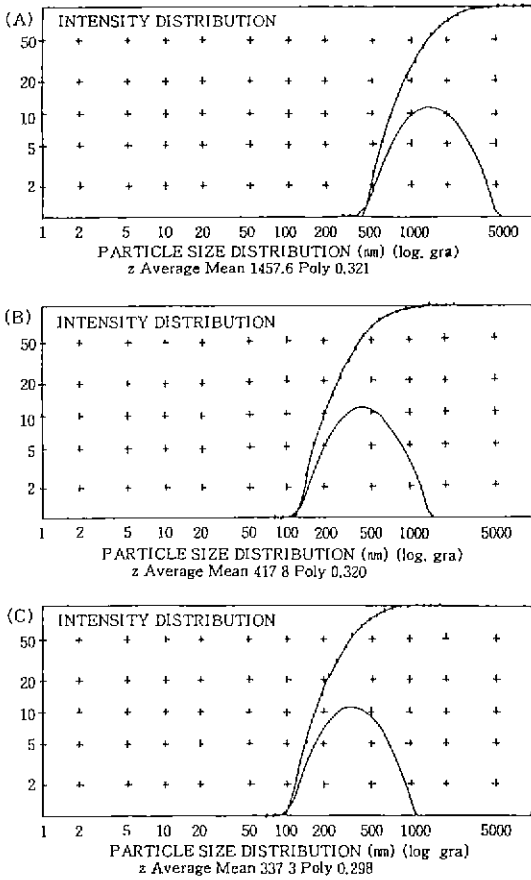 (A)
INTENSITY DISTRIBUTION
50
20
10
5
2
1 2 5 10 20 50 100 200 500 1000 5000
PARTICLE SIZE DISTRIBUTION (nm) (log. gra)
z Average Mean 1457.6 Poly 0.321
(B)
INTENSITY DISTRIBUTION
50
20
10
5
2
1 2 5 10 20 50 100 200 500 1000 5000
PARTICLE SIZE DISTRIBUTION (nm) (log. gra)
z Average Mean 417 8 Poly 0.320
(C)
INTENSITY DISTRIBUTION
50
20
10
5
2
1 2 5 10 20 50 100 200 500 1000 5000
PARTICLE SIZE DISTRIBUTION (nm) (log gra)
z Average Mean 337 3 Poly 0.298